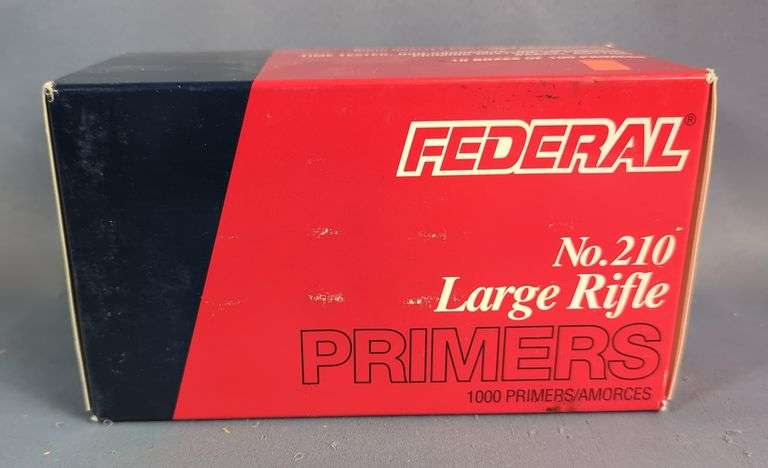 FEDERAL®
No.210
Large Rifle
PRIMERS
1000 PRIMERS/AMORCES